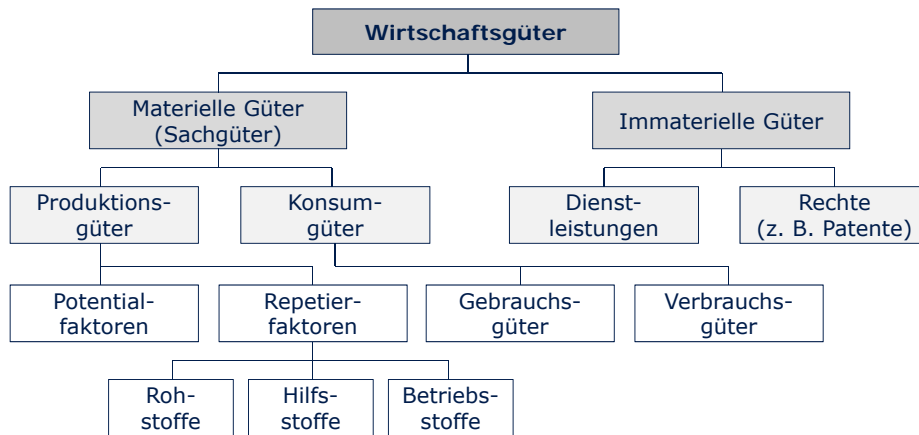 Wirtschaftsgüter
Materielle Güter
(Sachgüter)
Immaterielle Güter
Produktions-
güter
Konsum-
güter
Dienst-
leistungen
Rechte
(z. B. Patente)
Potential-
faktoren
Repetier-
faktoren
Gebrauchs-
güter
Verbrauchs-
güter
Roh-
stoffe
Hilfs-
stoffe
Betriebs-
stoffe